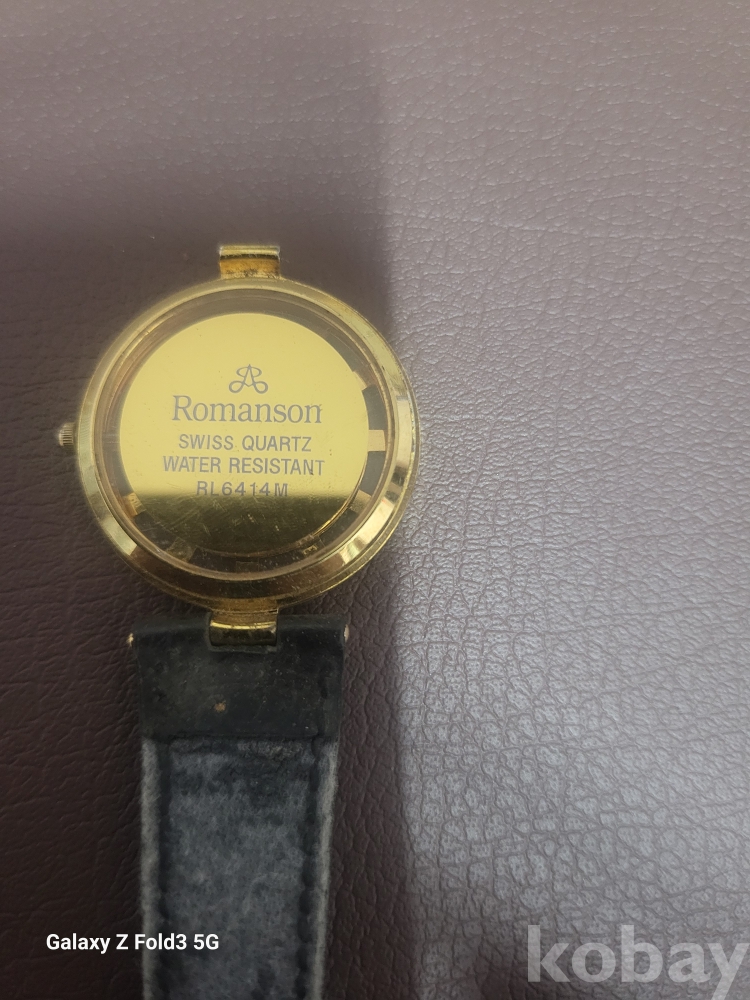 Romanson
SWISS QUARTZ
WATER RESISTANT
RL6414M
Galaxy Z Fold3 5G
kobay